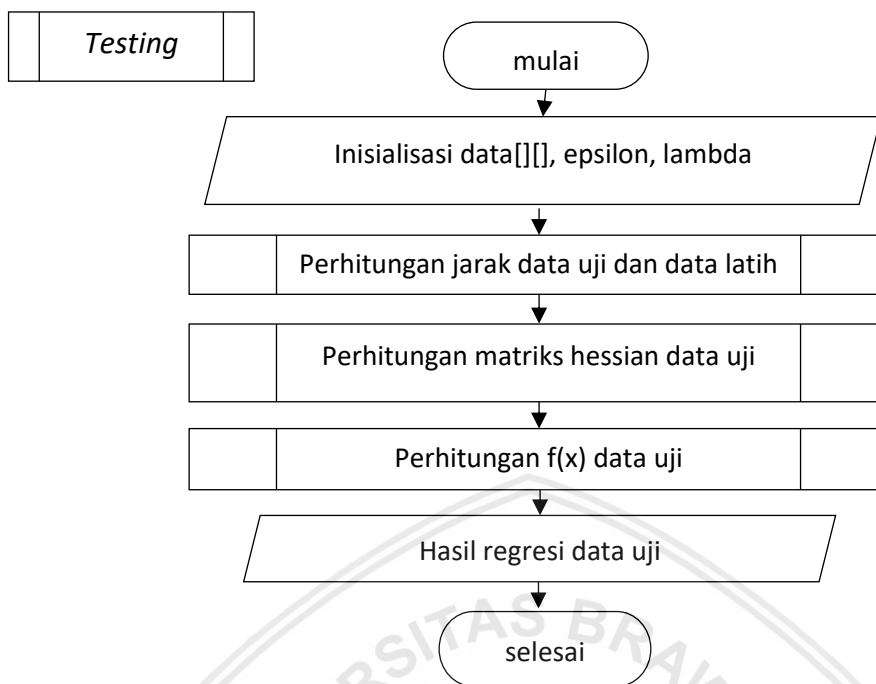 Testing
mulai
Inisialisasi data[][], epsilon, lambda
Perhitungan jarak data uji dan data latih
Perhitungan matriks hessian data uji
Perhitungan f(x) data uji
Hasil regresi data uji
selesai